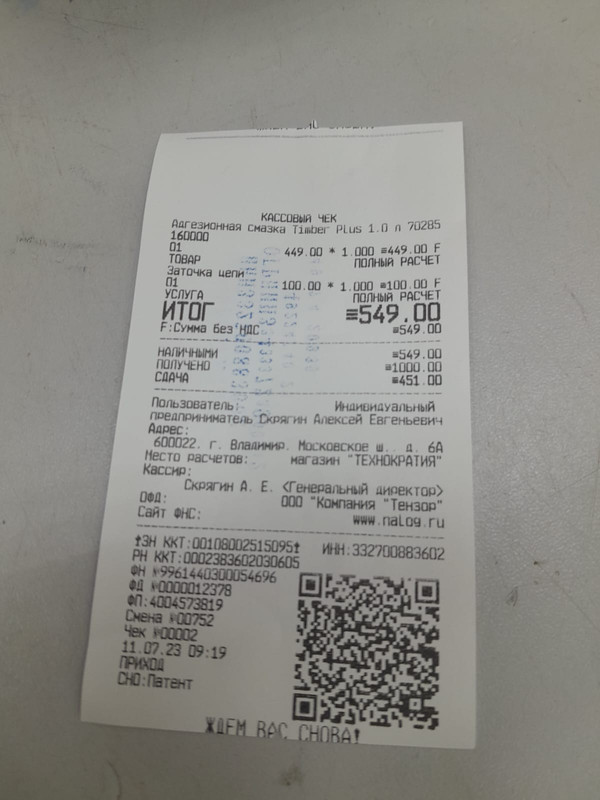 КАССОВЫЙ ЧЕК
Адгезионная смазка Timber Plus 1.0 л 70285
160000
01 449.00 * 1.000 ≡449.00 F
ТОВАР ПОЛНЫЙ РАСЧЕТ
Заточка цепи
01 100.00 * 1.000 ≡100.00 F
УСЛУГА ПОЛНЫЙ РАСЧЕТ
ИТОГ ≡549.00
F:Сумма без НДС ≡549.00
НАЛИЧНЫМИ ≡549.00
ПОЛУЧЕНО ≡1000.00
СДАЧА ≡451.00
Пользователь: Индивидуальный
предприниматель Скрягин Алексей Евгеньевич
Адрес:
600022, г. Владимир, Московское ш., д. 6А
Место расчетов: магазин "ТЕХНОКРАТИЯ"
Кассир:
Скрягин А. Е. <Генеральный директор>
ОФД: ООО "Компания "Тензор"
Сайт ФНС: www.nalog.ru
ЗН ККТ:00108002515095 ИНН:332700883602
РН ККТ:0002383602030605
ФН №9961440300054696
ФД №0000012378
ФП:4004573819
Смена №00752
Чек №00002
11.07.23 09:19
ПРИХОД
СНО:Патент
ЖДЕМ ВАС СНОВА!